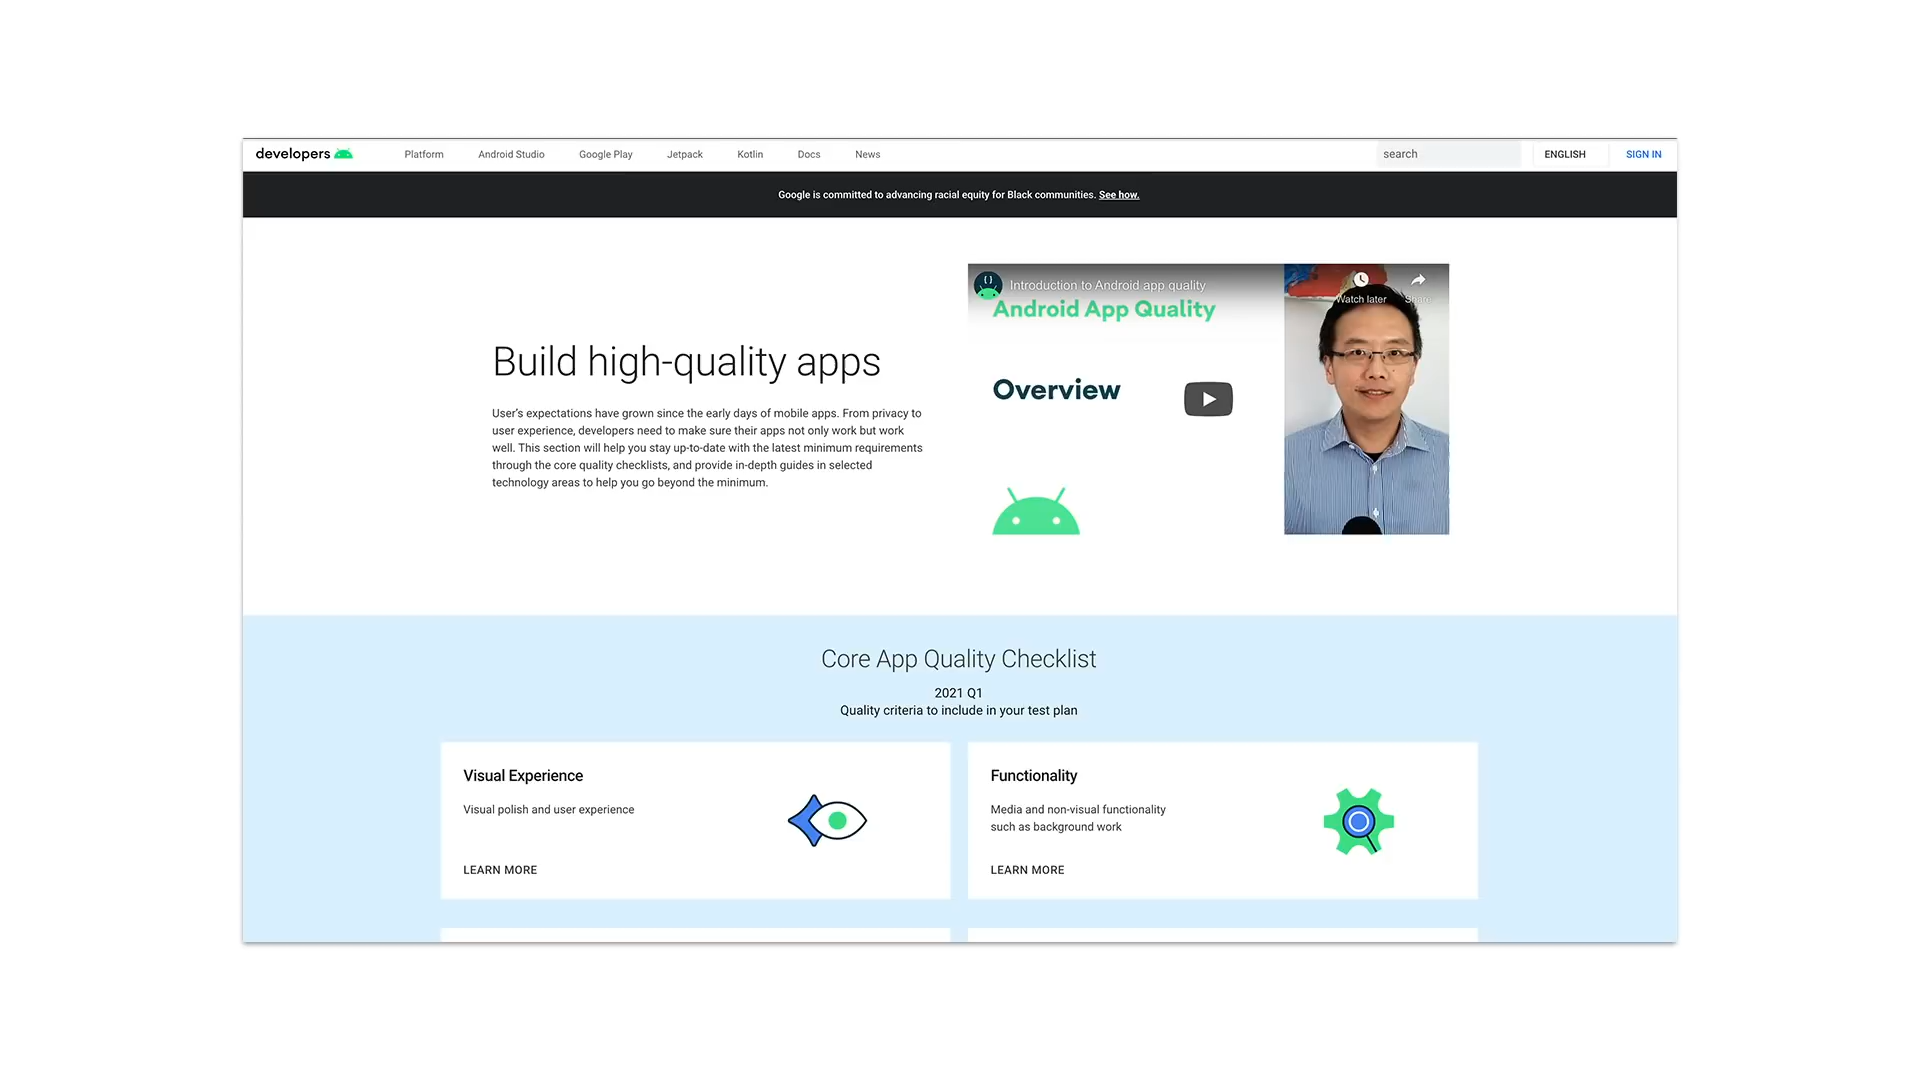 developers
Platform
Android Studio
Google Play
Jetpack
Kotlin
Docs
News
search
ENGLISH
SIGN IN
Google is committed to advancing racial equity for Black communities. See how.
Build high-quality apps
User’s expectations have grown since the early days of mobile apps. From privacy to
user experience, developers need to make sure their apps not only work but work
well. This section will help you stay up-to-date with the latest minimum requirements
through the core quality checklists, and provide in-depth guides in selected
technology areas to help you go beyond the minimum.
Introduction to Android app quality
Watch later
Share
Android App Quality
Overview
Core App Quality Checklist
2021 Q1
Quality criteria to include in your test plan
Visual Experience
Visual polish and user experience
LEARN MORE
Functionality
Media and non-visual functionality
such as background work
LEARN MORE